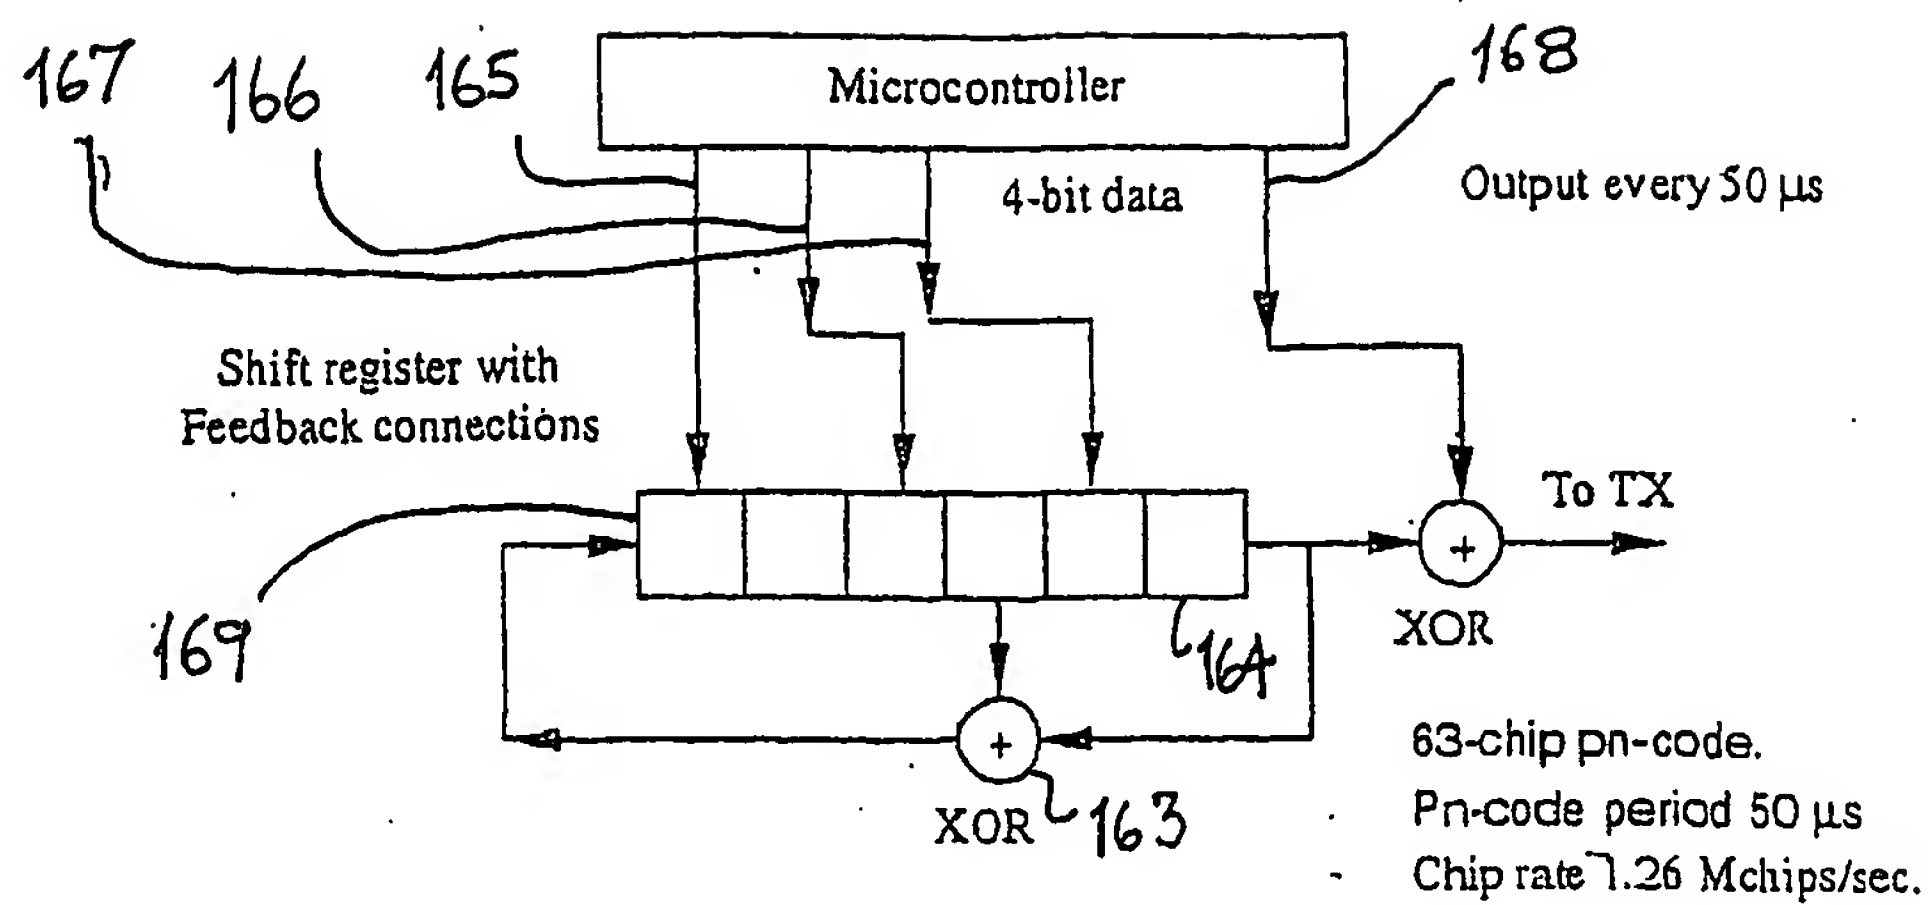 167
166
165
Microcontroller
168
4-bit data
Output every 50 μs
Shift register with
Feedback connections
To TX
+
XOR
169
164
+
XOR
163
63-chip pn-code.
Pn-code period 50 μs
Chip rate 1.26 Mchips/sec.